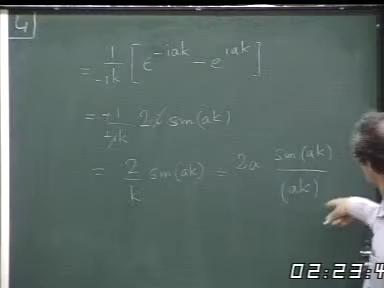 4
= 1/-ik [ e^{-iak} - e^{iak} ]
= +1/+ik 2i sin(ak)
= 2/k sin(ak) = 2a sin(ak)/(ak)
02:23:4